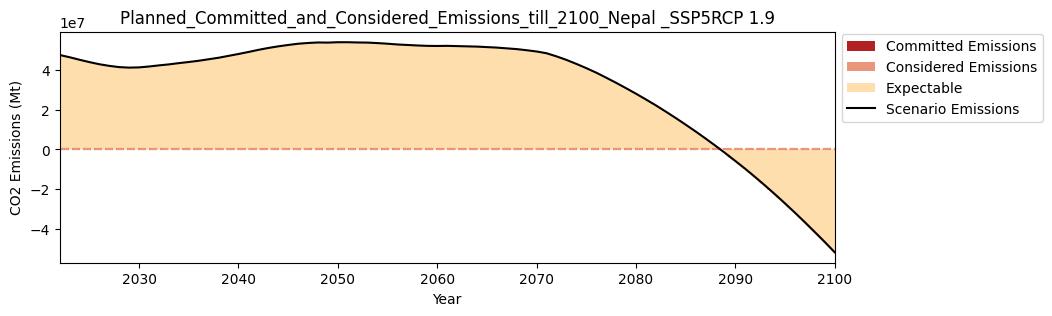 Planned_Committed_and_Considered_Emissions_till_2100_Nepal _SSP5RCP 1.9
1e7
CO2 Emissions (Mt)
4
2
0
−2
−4
2030 2040 2050 2060 2070 2080 2090 2100
Year
Committed Emissions
Considered Emissions
Expectable
Scenario Emissions